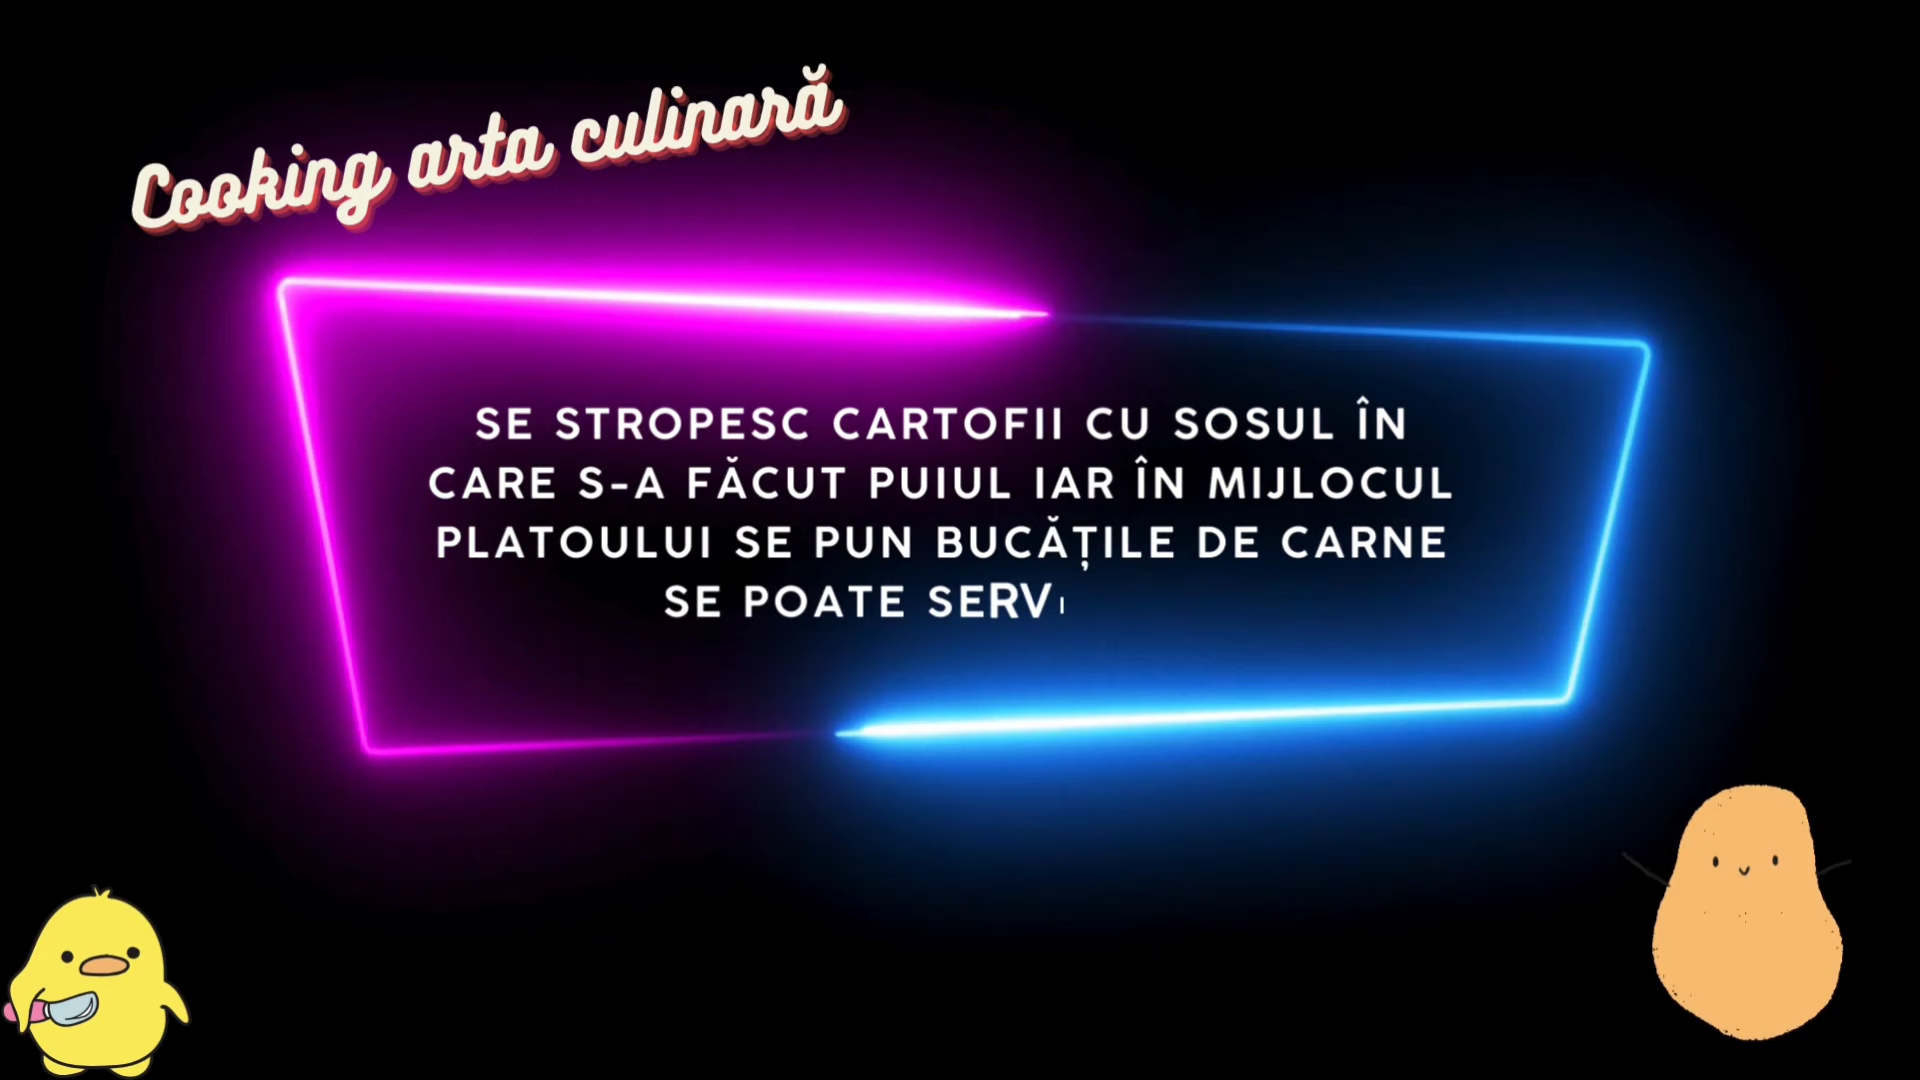 Cooking arta culinară
SE STROPESC CARTOFII CU SOSUL ÎN
CARE S-A FĂCUT PUIUL IAR ÎN MIJLOCUL
PLATOULUI SE PUN BUCĂȚILE DE CARNE
SE POATE SERVI